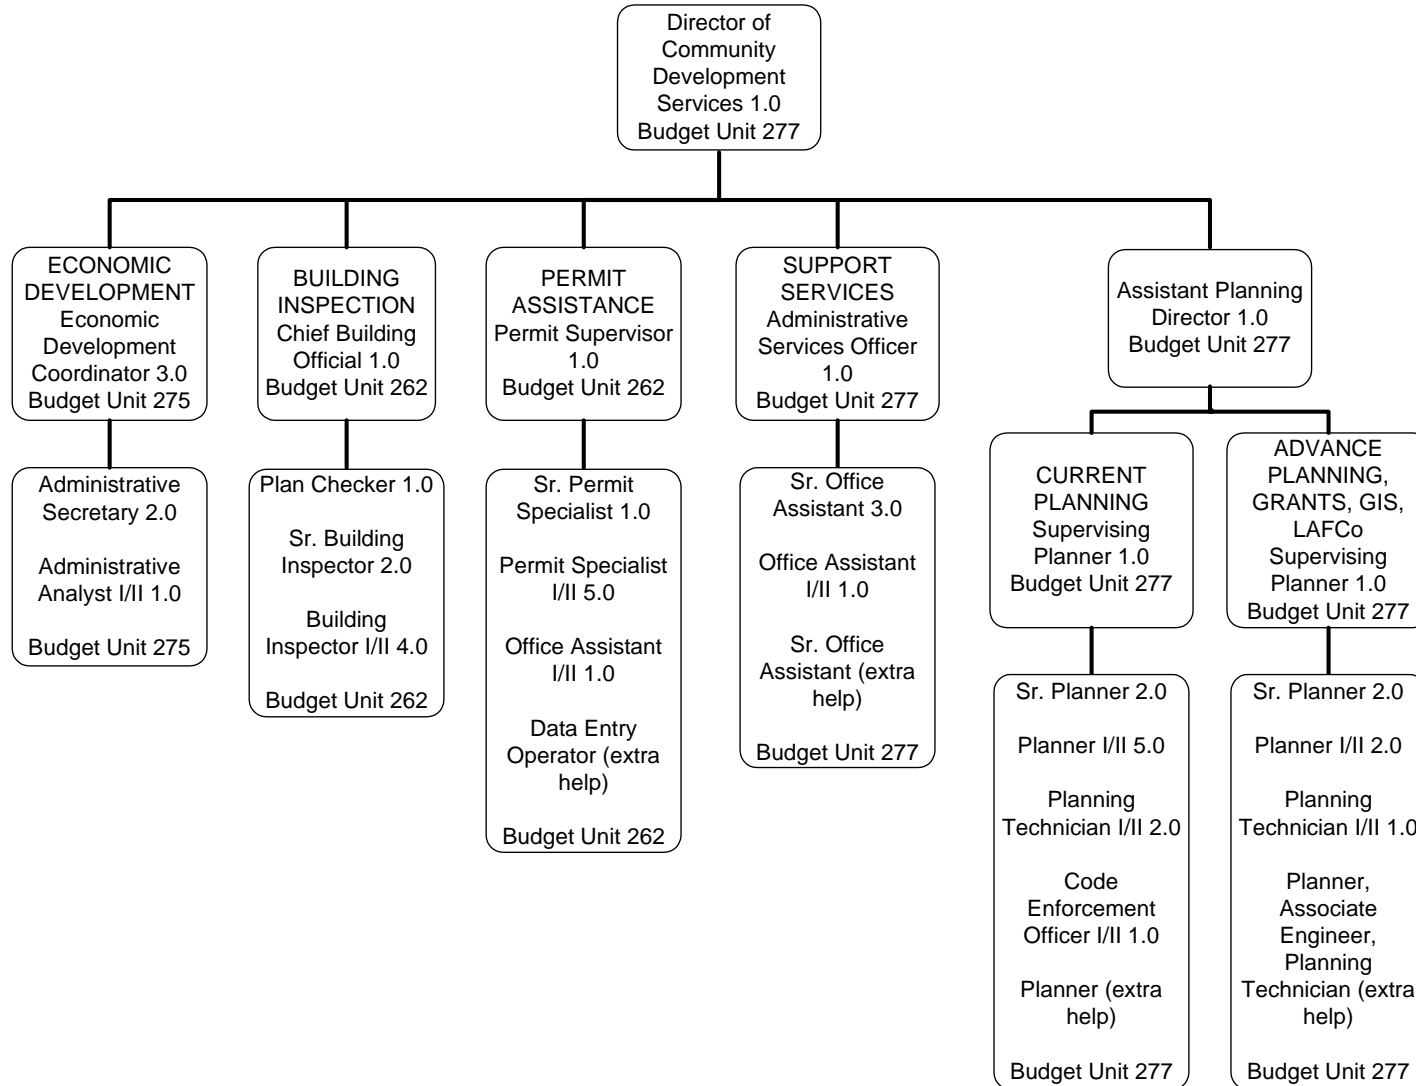 Director of
Community
Development
Services 1.0
Budget Unit 277
ECONOMIC
DEVELOPMENT
Economic
Development
Coordinator 3.0
Budget Unit 275
BUILDING
INSPECTION
Chief Building
Official 1.0
Budget Unit 262
PERMIT
ASSISTANCE
Permit Supervisor
1.0
Budget Unit 262
SUPPORT
SERVICES
Administrative
Services Officer
1.0
Budget Unit 277
Assistant Planning
Director 1.0
Budget Unit 277
Administrative
Secretary 2.0
Administrative
Analyst I/II 1.0
Budget Unit 275
Plan Checker 1.0
Sr. Building
Inspector 2.0
Building
Inspector I/II 4.0
Budget Unit 262
Sr. Permit
Specialist 1.0
Permit Specialist
I/II 5.0
Office Assistant
I/II 1.0
Data Entry
Operator (extra
help)
Budget Unit 262
Sr. Office
Assistant 3.0
Office Assistant
I/II 1.0
Sr. Office
Assistant (extra
help)
Budget Unit 277
CURRENT
PLANNING
Supervising
Planner 1.0
Budget Unit 277
ADVANCE
PLANNING,
GRANTS, GIS,
LAFCo
Supervising
Planner 1.0
Budget Unit 277
Sr. Planner 2.0
Planner I/II 5.0
Planning
Technician I/II 2.0
Code
Enforcement
Officer I/II 1.0
Planner (extra
help)
Budget Unit 277
Sr. Planner 2.0
Planner I/II 2.0
Planning
Technician I/II 1.0
Planner,
Associate
Engineer,
Planning
Technician (extra
help)
Budget Unit 277